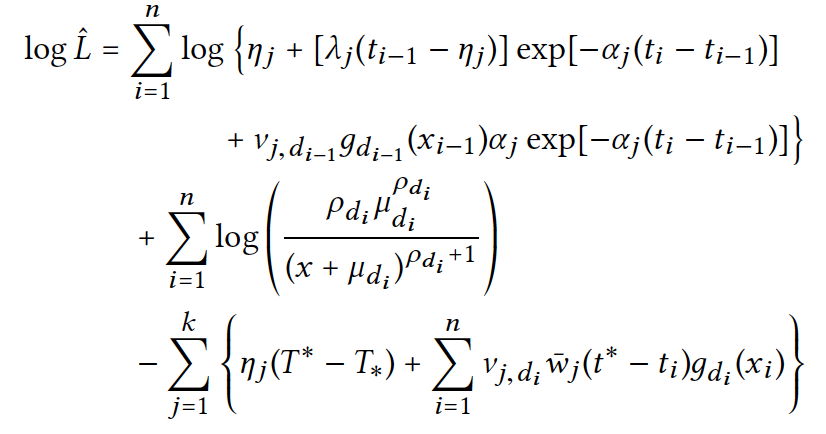 log L̂ = ∑_{i=1}^{n} log {η_j + [λ_j(t_{i−1} − η_j)] exp[−α_j(t_i − t_{i−1})]
+ ν_{j,d_{i−1}} g_{d_{i−1}}(x_{i−1})α_j exp[−α_j(t_i − t_{i−1})]}
+ ∑_{i=1}^{n} log ( ρ_{d_i} μ_{d_i}^{ρ_{d_i}} / (x + μ_{d_i})^{ρ_{d_i}+1} )
− ∑_{j=1}^{k} {η_j(T^* − T_*) + ∑_{i=1}^{n} ν_{j,d_i} w̄_j(t^* − t_i)g_{d_i}(x_i)}